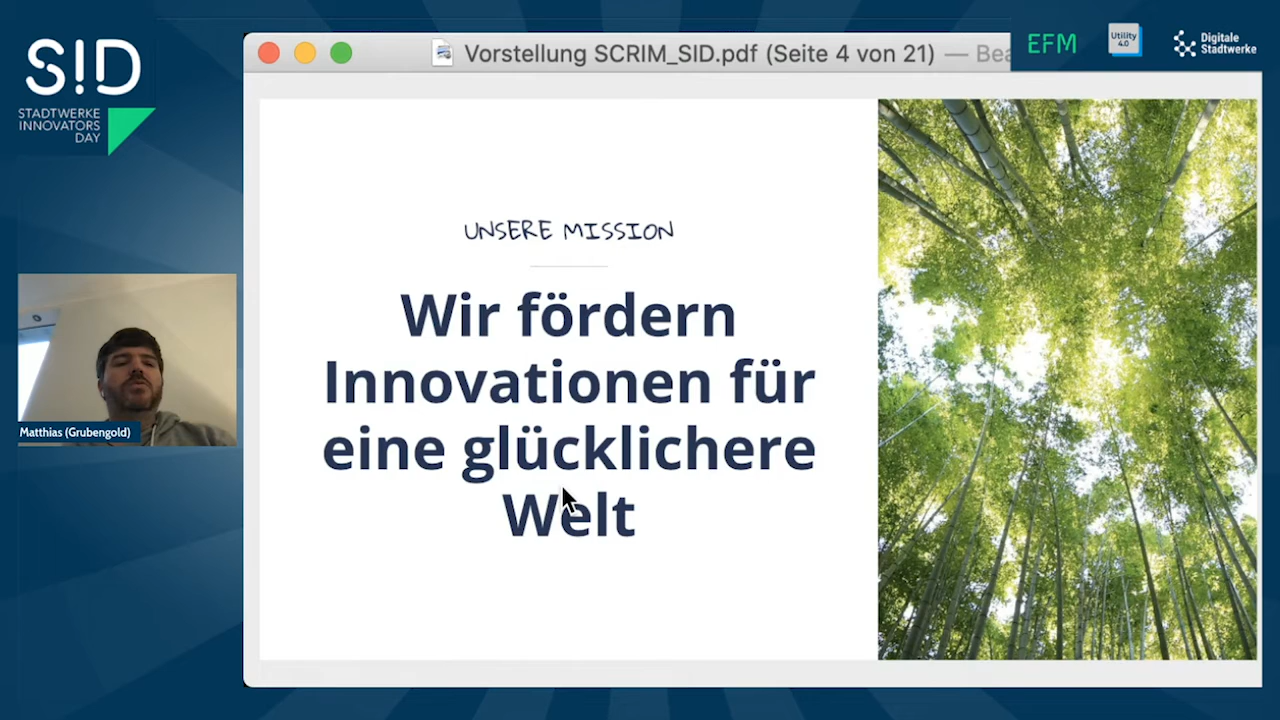 S!D
STADTWERKE
INNOVATORS
DAY
Vorstellung SCRIM_SID.pdf (Seite 4 von 21) — Bea
EFM
Utility
4.0
Digitale
Stadtwerke
UNSERE MISSION
Wir fördern
Innovationen für
eine glücklichere
Welt
Matthias (Grubengold)